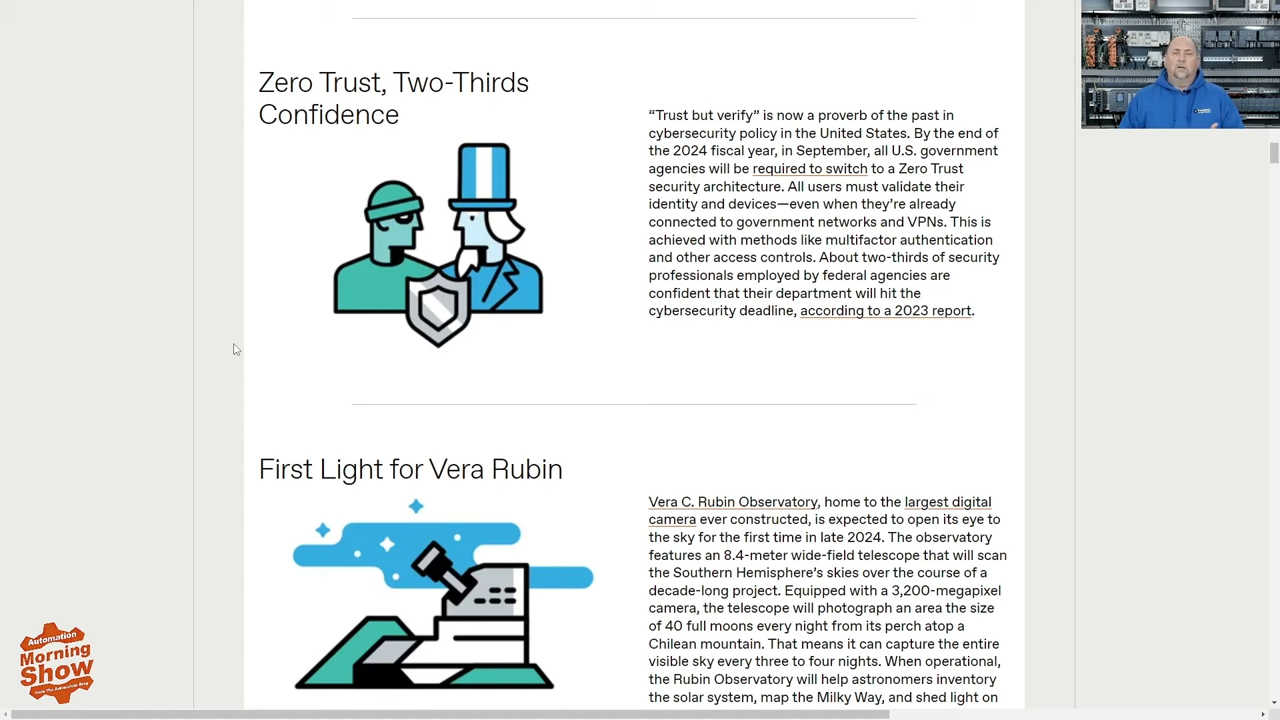 Zero Trust, Two-Thirds
Confidence
“Trust but verify” is now a proverb of the past in
cybersecurity policy in the United States. By the end of
the 2024 fiscal year, in September, all U.S. government
agencies will be required to switch to a Zero Trust
security architecture. All users must validate their
identity and devices—even when they’re already
connected to government networks and VPNs. This is
achieved with methods like multifactor authentication
and other access controls. About two-thirds of security
professionals employed by federal agencies are
confident that their department will hit the
cybersecurity deadline, according to a 2023 report.
First Light for Vera Rubin
Vera C. Rubin Observatory, home to the largest digital
camera ever constructed, is expected to open its eye to
the sky for the first time in late 2024. The observatory
features an 8.4-meter wide-field telescope that will scan
the Southern Hemisphere’s skies over the course of a
decade-long project. Equipped with a 3,200-megapixel
camera, the telescope will photograph an area the size
of 40 full moons every night from its perch atop a
Chilean mountain. That means it can capture the entire
visible sky every three to four nights. When operational,
the Rubin Observatory will help astronomers inventory
the solar system, map the Milky Way, and shed light on
Automation
Morning
Show
from The Automation Blog